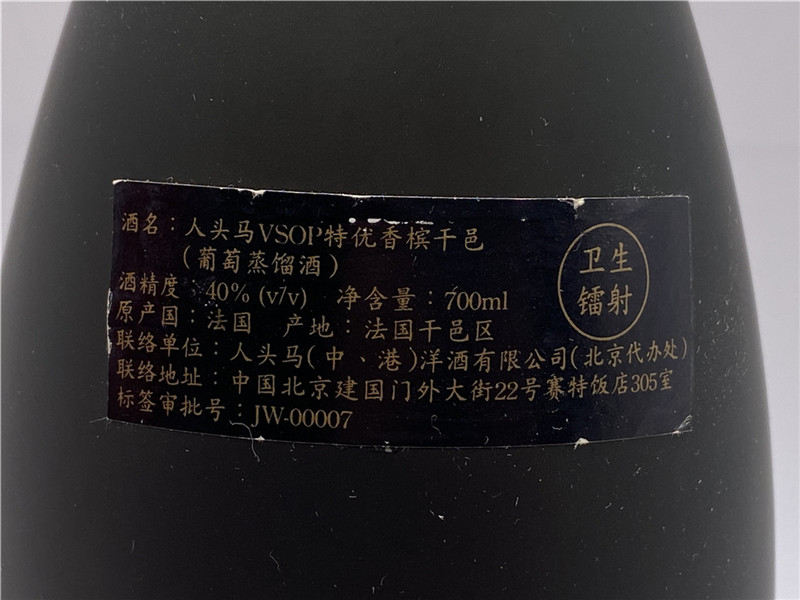 酒名：人头马VSOP特优香槟干邑
(葡萄蒸馏酒)
酒精度 40% (v/v) 净含量：700ml
原产国：法国 产地：法国干邑区
联络单位：人头马(中、港)洋酒有限公司(北京代办处)
联络地址：中国北京建国门外大街22号赛特饭店305室
标签审批号：JW-00007
卫生
镭射